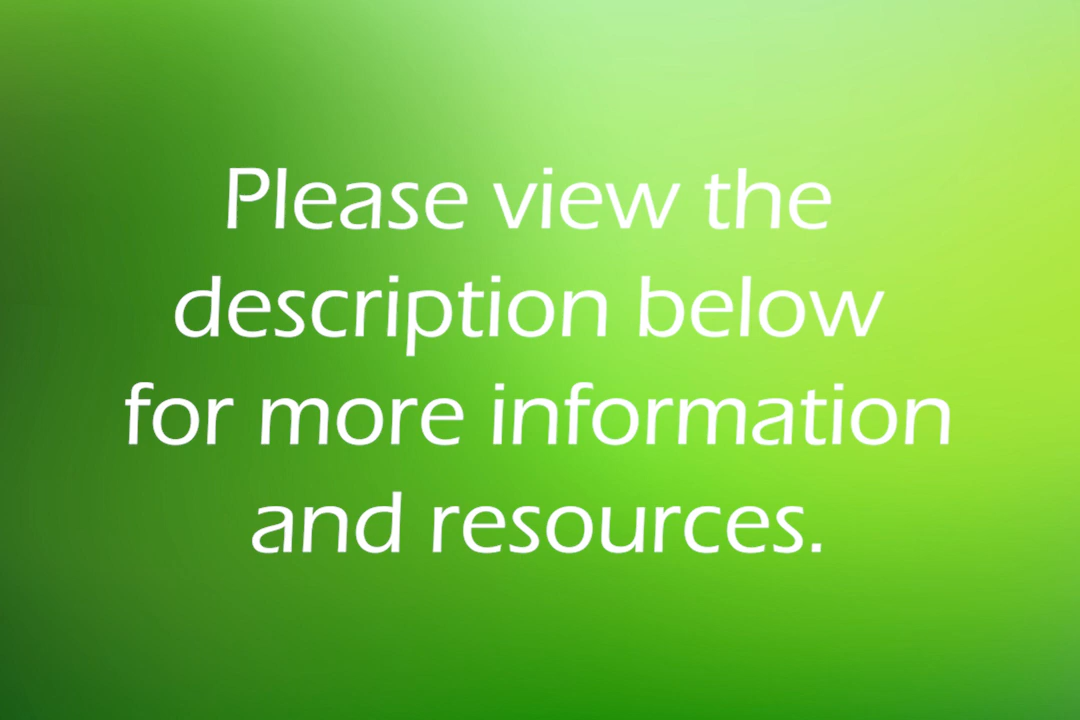 Please view the
description below
for more information
and resources.